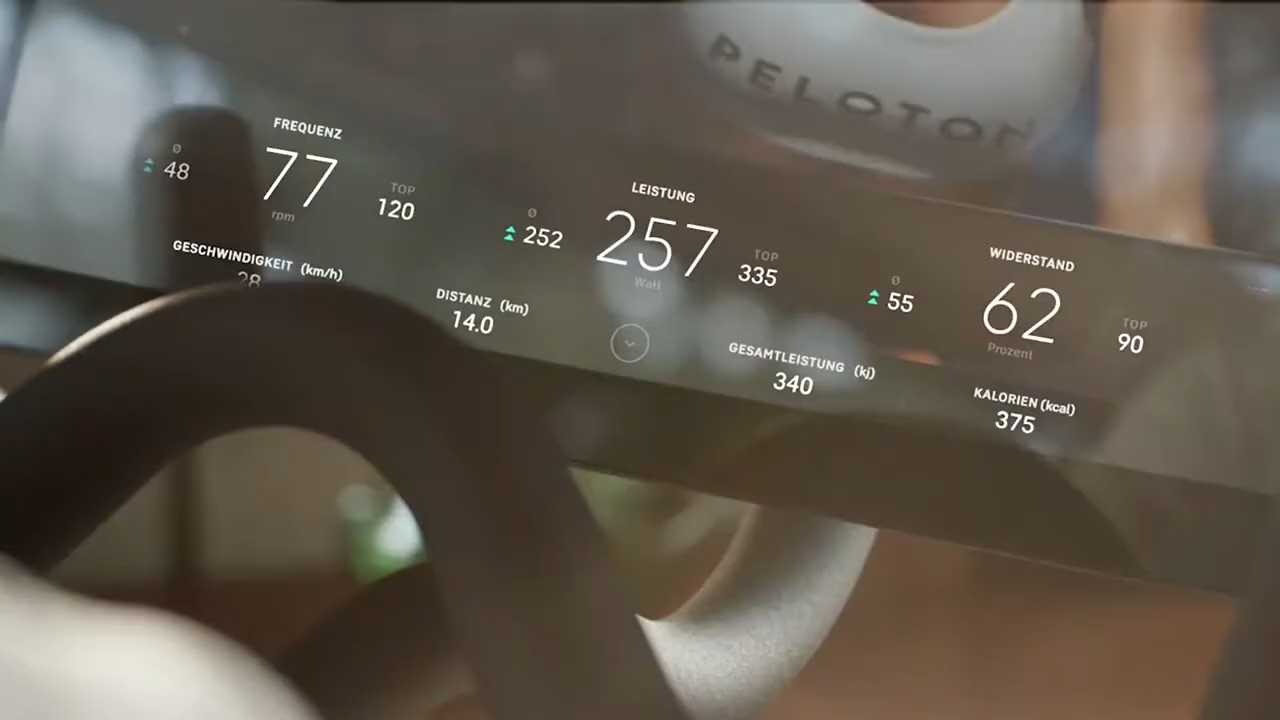 PELOTON
FREQUENZ
Ø
48
77
rpm
TOP
120
LEISTUNG
Ø
252
257
Watt
TOP
335
WIDERSTAND
Ø
55
62
Prozent
TOP
90
GESCHWINDIGKEIT (km/h)
28
DISTANZ (km)
14.0
GESAMTLEISTUNG (kj)
340
KALORIEN (kcal)
375